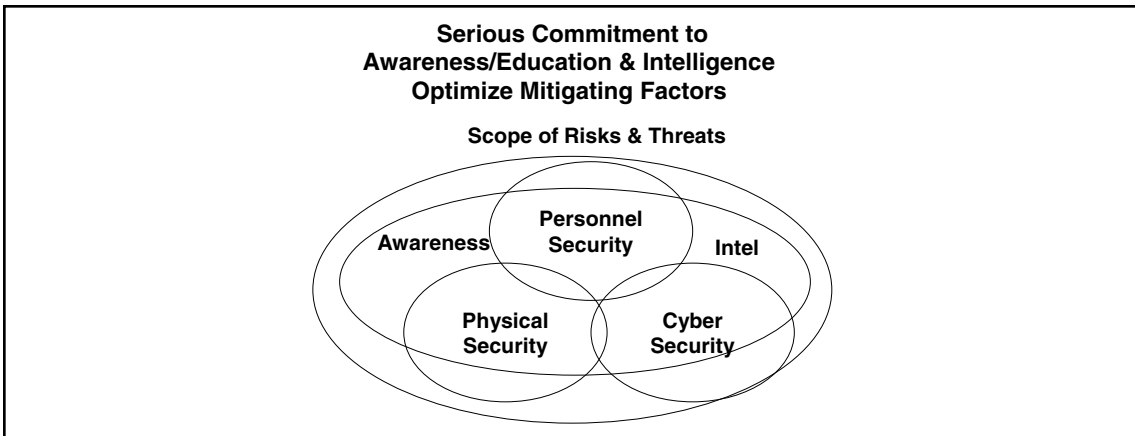 Serious Commitment to
Awareness/Education & Intelligence
Optimize Mitigating Factors
Scope of Risks & Threats
Personnel
Security
Awareness
Intel
Physical
Security
Cyber
Security